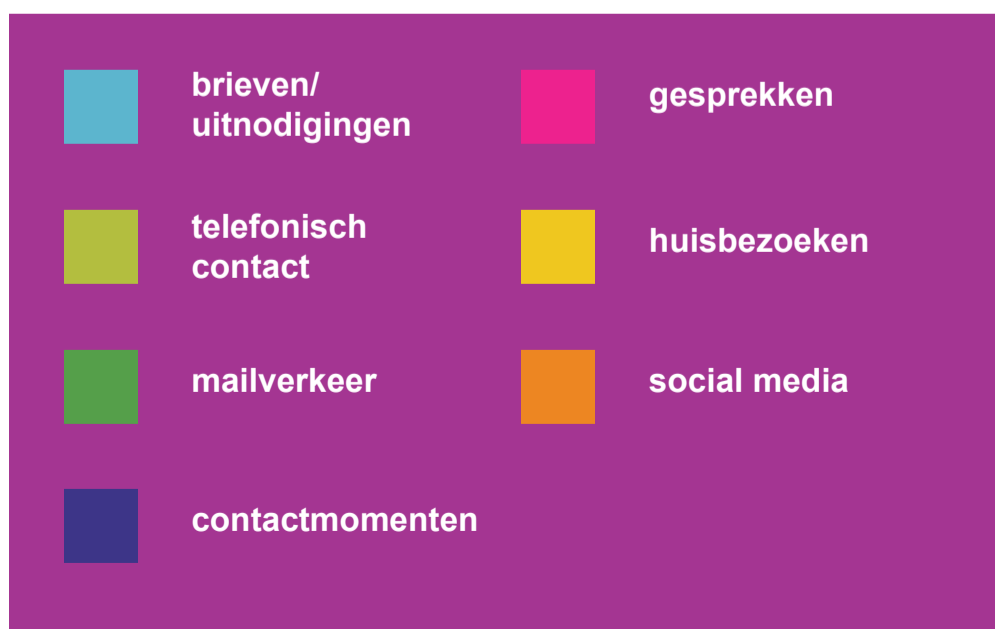 brieven/
uitnodigingen
telefonisch
contact
mailverkeer
contactmomenten
gesprekken
huisbezoeken
social media